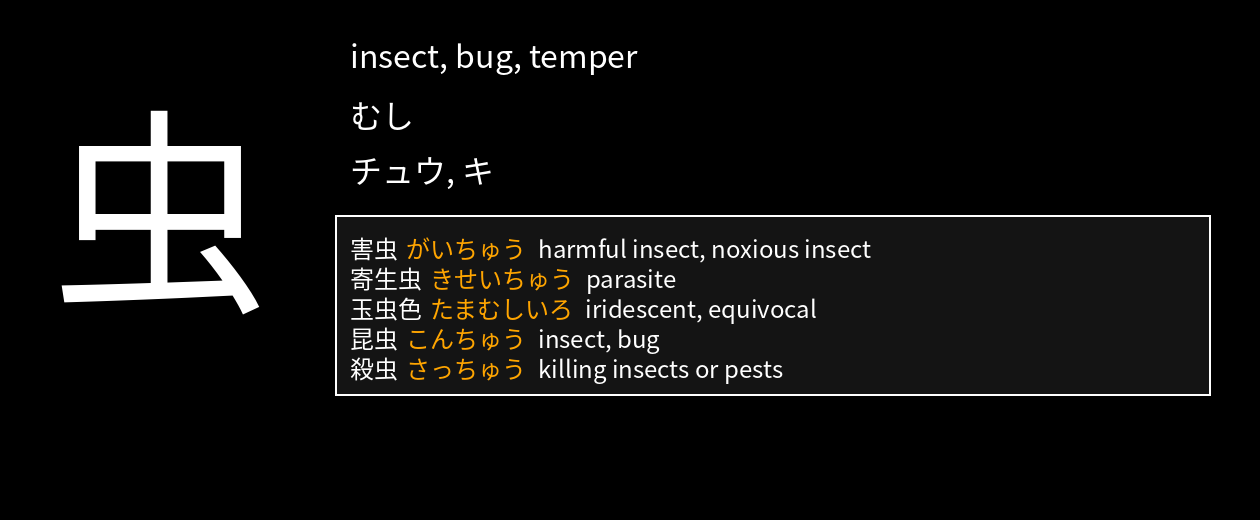 虫
insect, bug, temper
むし
チュウ, キ
害虫 がいちゅう harmful insect, noxious insect
寄生虫 きせいちゅう parasite
玉虫色 たまむしいろ iridescent, equivocal
昆虫 こんちゅう insect, bug
殺虫 さっちゅう killing insects or pests